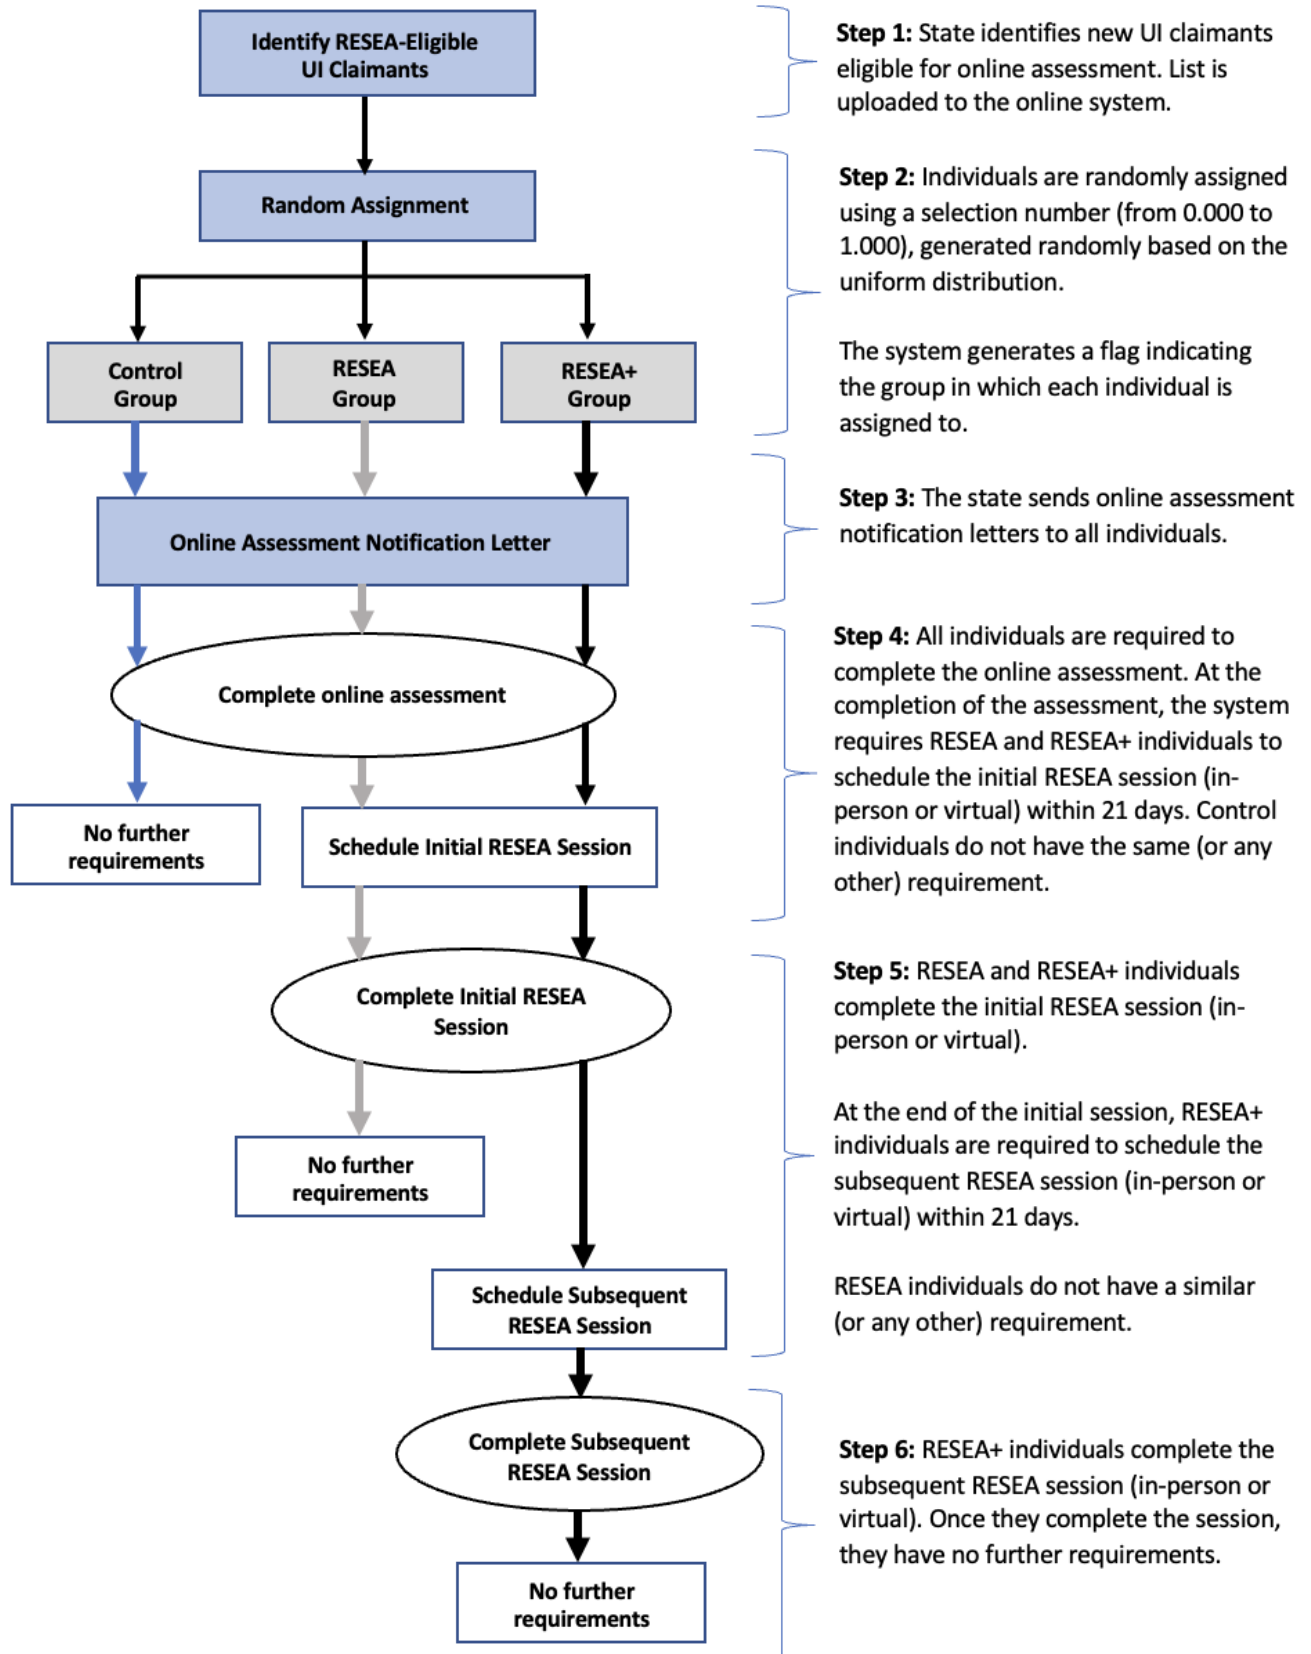 Identify RESEA-Eligible
UI Claimants
Step 1: State identifies new UI claimants
eligible for online assessment. List is
uploaded to the online system.
Random Assignment
Step 2: Individuals are randomly assigned
using a selection number (from 0.000 to
1.000), generated randomly based on the
uniform distribution.
The system generates a flag indicating
the group in which each individual is
assigned to.
Control
Group
RESEA
Group
RESEA+
Group
Online Assessment Notification Letter
Step 3: The state sends online assessment
notification letters to all individuals.
Complete online assessment
Step 4: All individuals are required to
complete the online assessment. At the
completion of the assessment, the system
requires RESEA and RESEA+ individuals to
schedule the initial RESEA session (in-
person or virtual) within 21 days. Control
individuals do not have the same (or any
other) requirement.
No further
requirements
Schedule Initial RESEA Session
Complete Initial RESEA
Session
Step 5: RESEA and RESEA+ individuals
complete the initial RESEA session (in-
person or virtual).
At the end of the initial session, RESEA+
individuals are required to schedule the
subsequent RESEA session (in-person or
virtual) within 21 days.
RESEA individuals do not have a similar
(or any other) requirement.
No further
requirements
Schedule Subsequent
RESEA Session
Complete Subsequent
RESEA Session
Step 6: RESEA+ individuals complete the
subsequent RESEA session (in-person or
virtual). Once they complete the session,
they have no further requirements.
No further
requirements